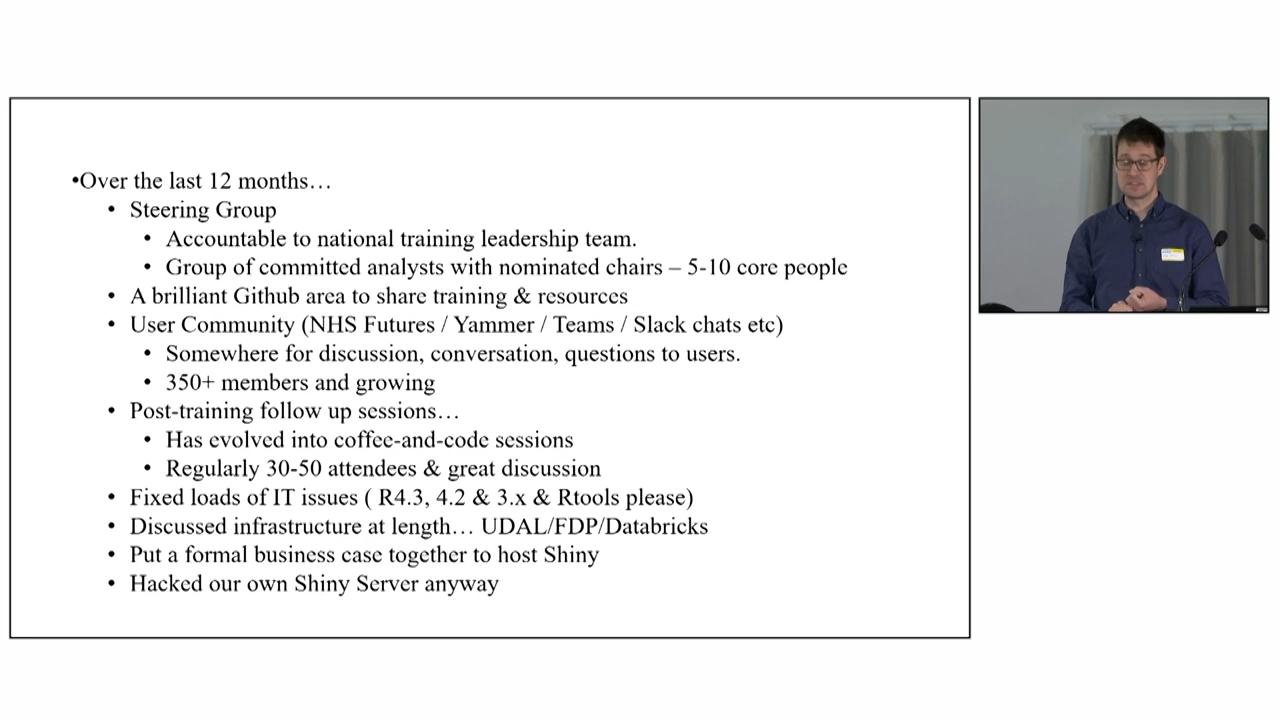 •Over the last 12 months…
• Steering Group
• Accountable to national training leadership team.
• Group of committed analysts with nominated chairs – 5-10 core people
• A brilliant Github area to share training & resources
• User Community (NHS Futures / Yammer / Teams / Slack chats etc)
• Somewhere for discussion, conversation, questions to users.
• 350+ members and growing
• Post-training follow up sessions…
• Has evolved into coffee-and-code sessions
• Regularly 30-50 attendees & great discussion
• Fixed loads of IT issues ( R4.3, 4.2 & 3.x & Rtools please)
• Discussed infrastructure at length… UDAL/FDP/Databricks
• Put a formal business case together to host Shiny
• Hacked our own Shiny Server anyway